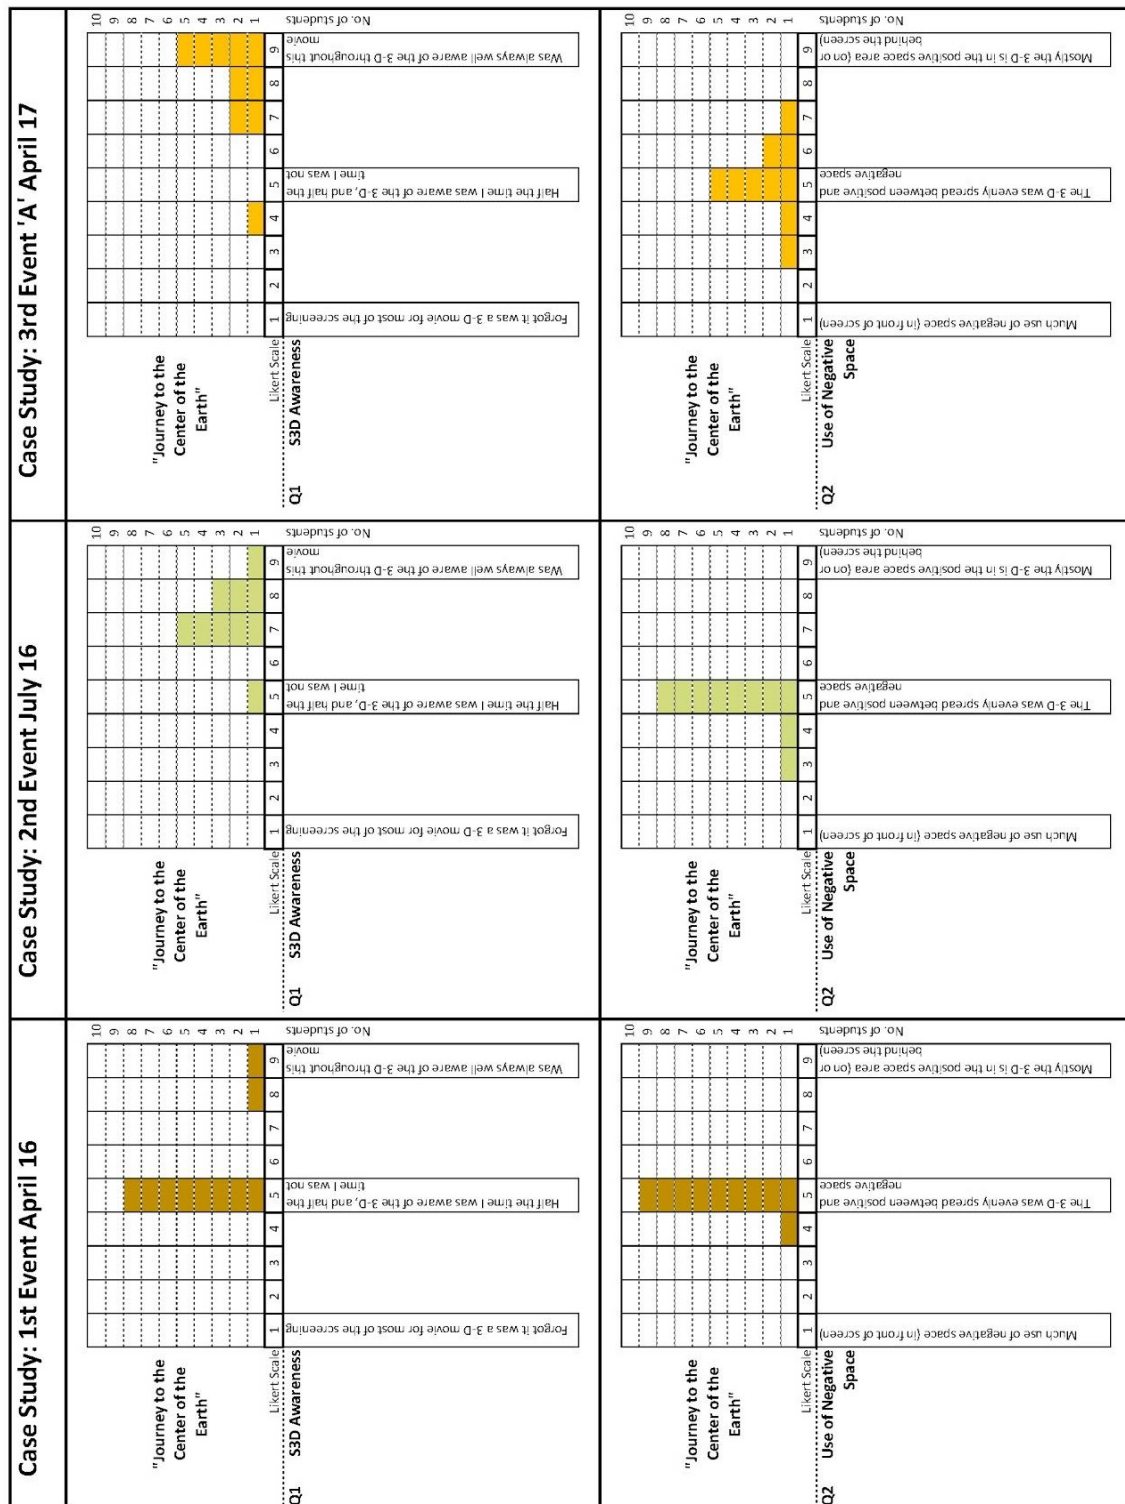 Case Study: 1st Event April 16
"Journey to the
Center of the
Earth"
10
9
8
7
6
5
4
3
2
1
Likert Scale 1 2 3 4 5 6 7 8 9 No. of students
Q1 S3D Awareness
Forgot it was a 3-D movie for most of the screening
Half the time I was aware of the 3-D, and half the
time I was not
Was always well aware of the 3-D throughout this
movie
"Journey to the
Center of the
Earth"
10
9
8
7
6
5
4
3
2
1
Likert Scale 1 2 3 4 5 6 7 8 9 No. of students
Q2 Use of Negative
Space
Much use of negative space (in front of screen)
The 3-D was evenly spread between positive and
negative space
Mostly the 3-D is in the positive space area (on or
behind the screen)
Case Study: 2nd Event July 16
"Journey to the
Center of the
Earth"
10
9
8
7
6
5
4
3
2
1
Likert Scale 1 2 3 4 5 6 7 8 9 No. of students
Q1 S3D Awareness
Forgot it was a 3-D movie for most of the screening
Half the time I was aware of the 3-D, and half the
time I was not
Was always well aware of the 3-D throughout this
movie
"Journey to the
Center of the
Earth"
10
9
8
7
6
5
4
3
2
1
Likert Scale 1 2 3 4 5 6 7 8 9 No. of students
Q2 Use of Negative
Space
Much use of negative space (in front of screen)
The 3-D was evenly spread between positive and
negative space
Mostly the 3-D is in the positive space area (on or
behind the screen)
Case Study: 3rd Event 'A' April 17
"Journey to the
Center of the
Earth"
10
9
8
7
6
5
4
3
2
1
Likert Scale 1 2 3 4 5 6 7 8 9 No. of students
Q1 S3D Awareness
Forgot it was a 3-D movie for most of the screening
Half the time I was aware of the 3-D, and half the
time I was not
Was always well aware of the 3-D throughout this
movie
"Journey to the
Center of the
Earth"
10
9
8
7
6
5
4
3
2
1
Likert Scale 1 2 3 4 5 6 7 8 9 No. of students
Q2 Use of Negative
Space
Much use of negative space (in front of screen)
The 3-D was evenly spread between positive and
negative space
Mostly the 3-D is in the positive space area (on or
behind the screen)